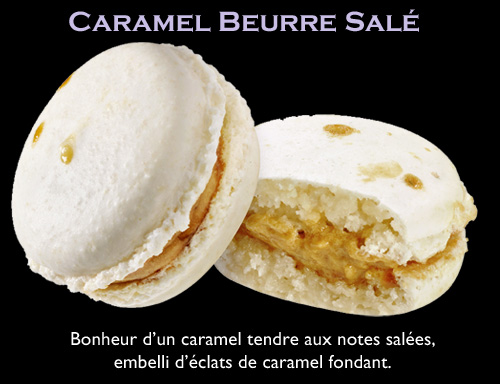 Caramel Beurre Salé
Bonheur d’un caramel tendre aux notes salées,
embelli d’éclats de caramel fondant.